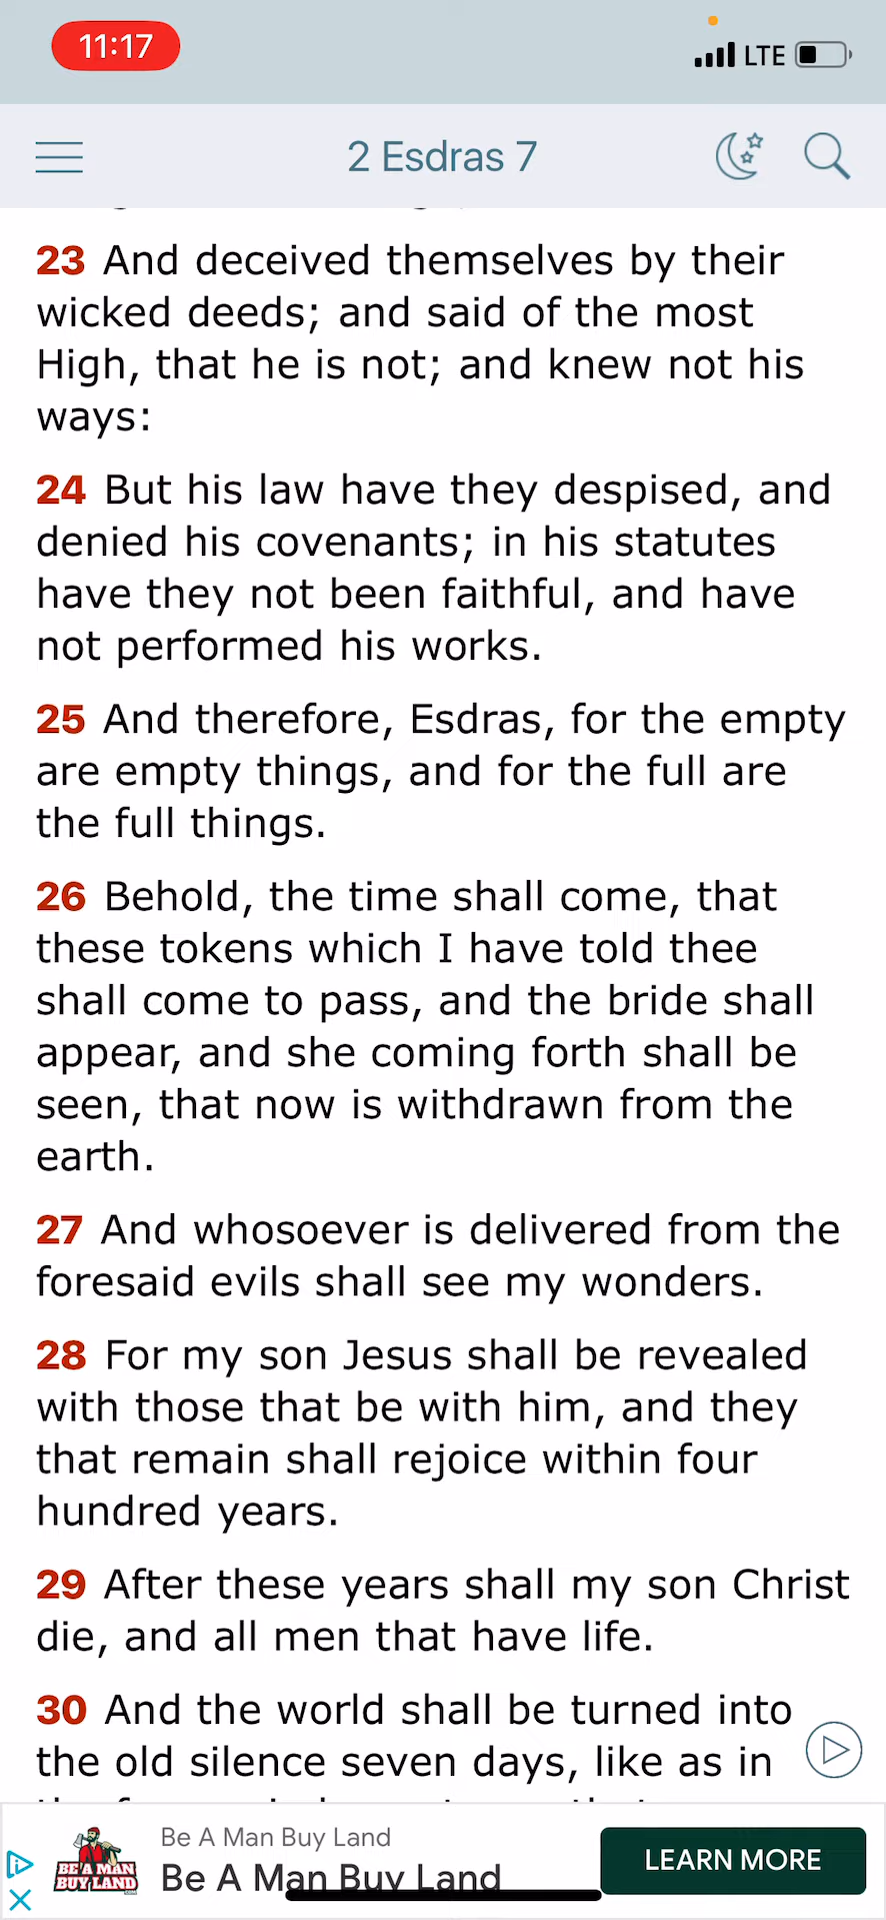 11:17
LTE
2 Esdras 7
23 And deceived themselves by their
wicked deeds; and said of the most
High, that he is not; and knew not his
ways:
24 But his law have they despised, and
denied his covenants; in his statutes
have they not been faithful, and have
not performed his works.
25 And therefore, Esdras, for the empty
are empty things, and for the full are
the full things.
26 Behold, the time shall come, that
these tokens which I have told thee
shall come to pass, and the bride shall
appear, and she coming forth shall be
seen, that now is withdrawn from the
earth.
27 And whosoever is delivered from the
foresaid evils shall see my wonders.
28 For my son Jesus shall be revealed
with those that be with him, and they
that remain shall rejoice within four
hundred years.
29 After these years shall my son Christ
die, and all men that have life.
30 And the world shall be turned into
the old silence seven days, like as in
Be A Man Buy Land
BE A MAN
BUY LAND
Be A Man Buy Land
LEARN MORE